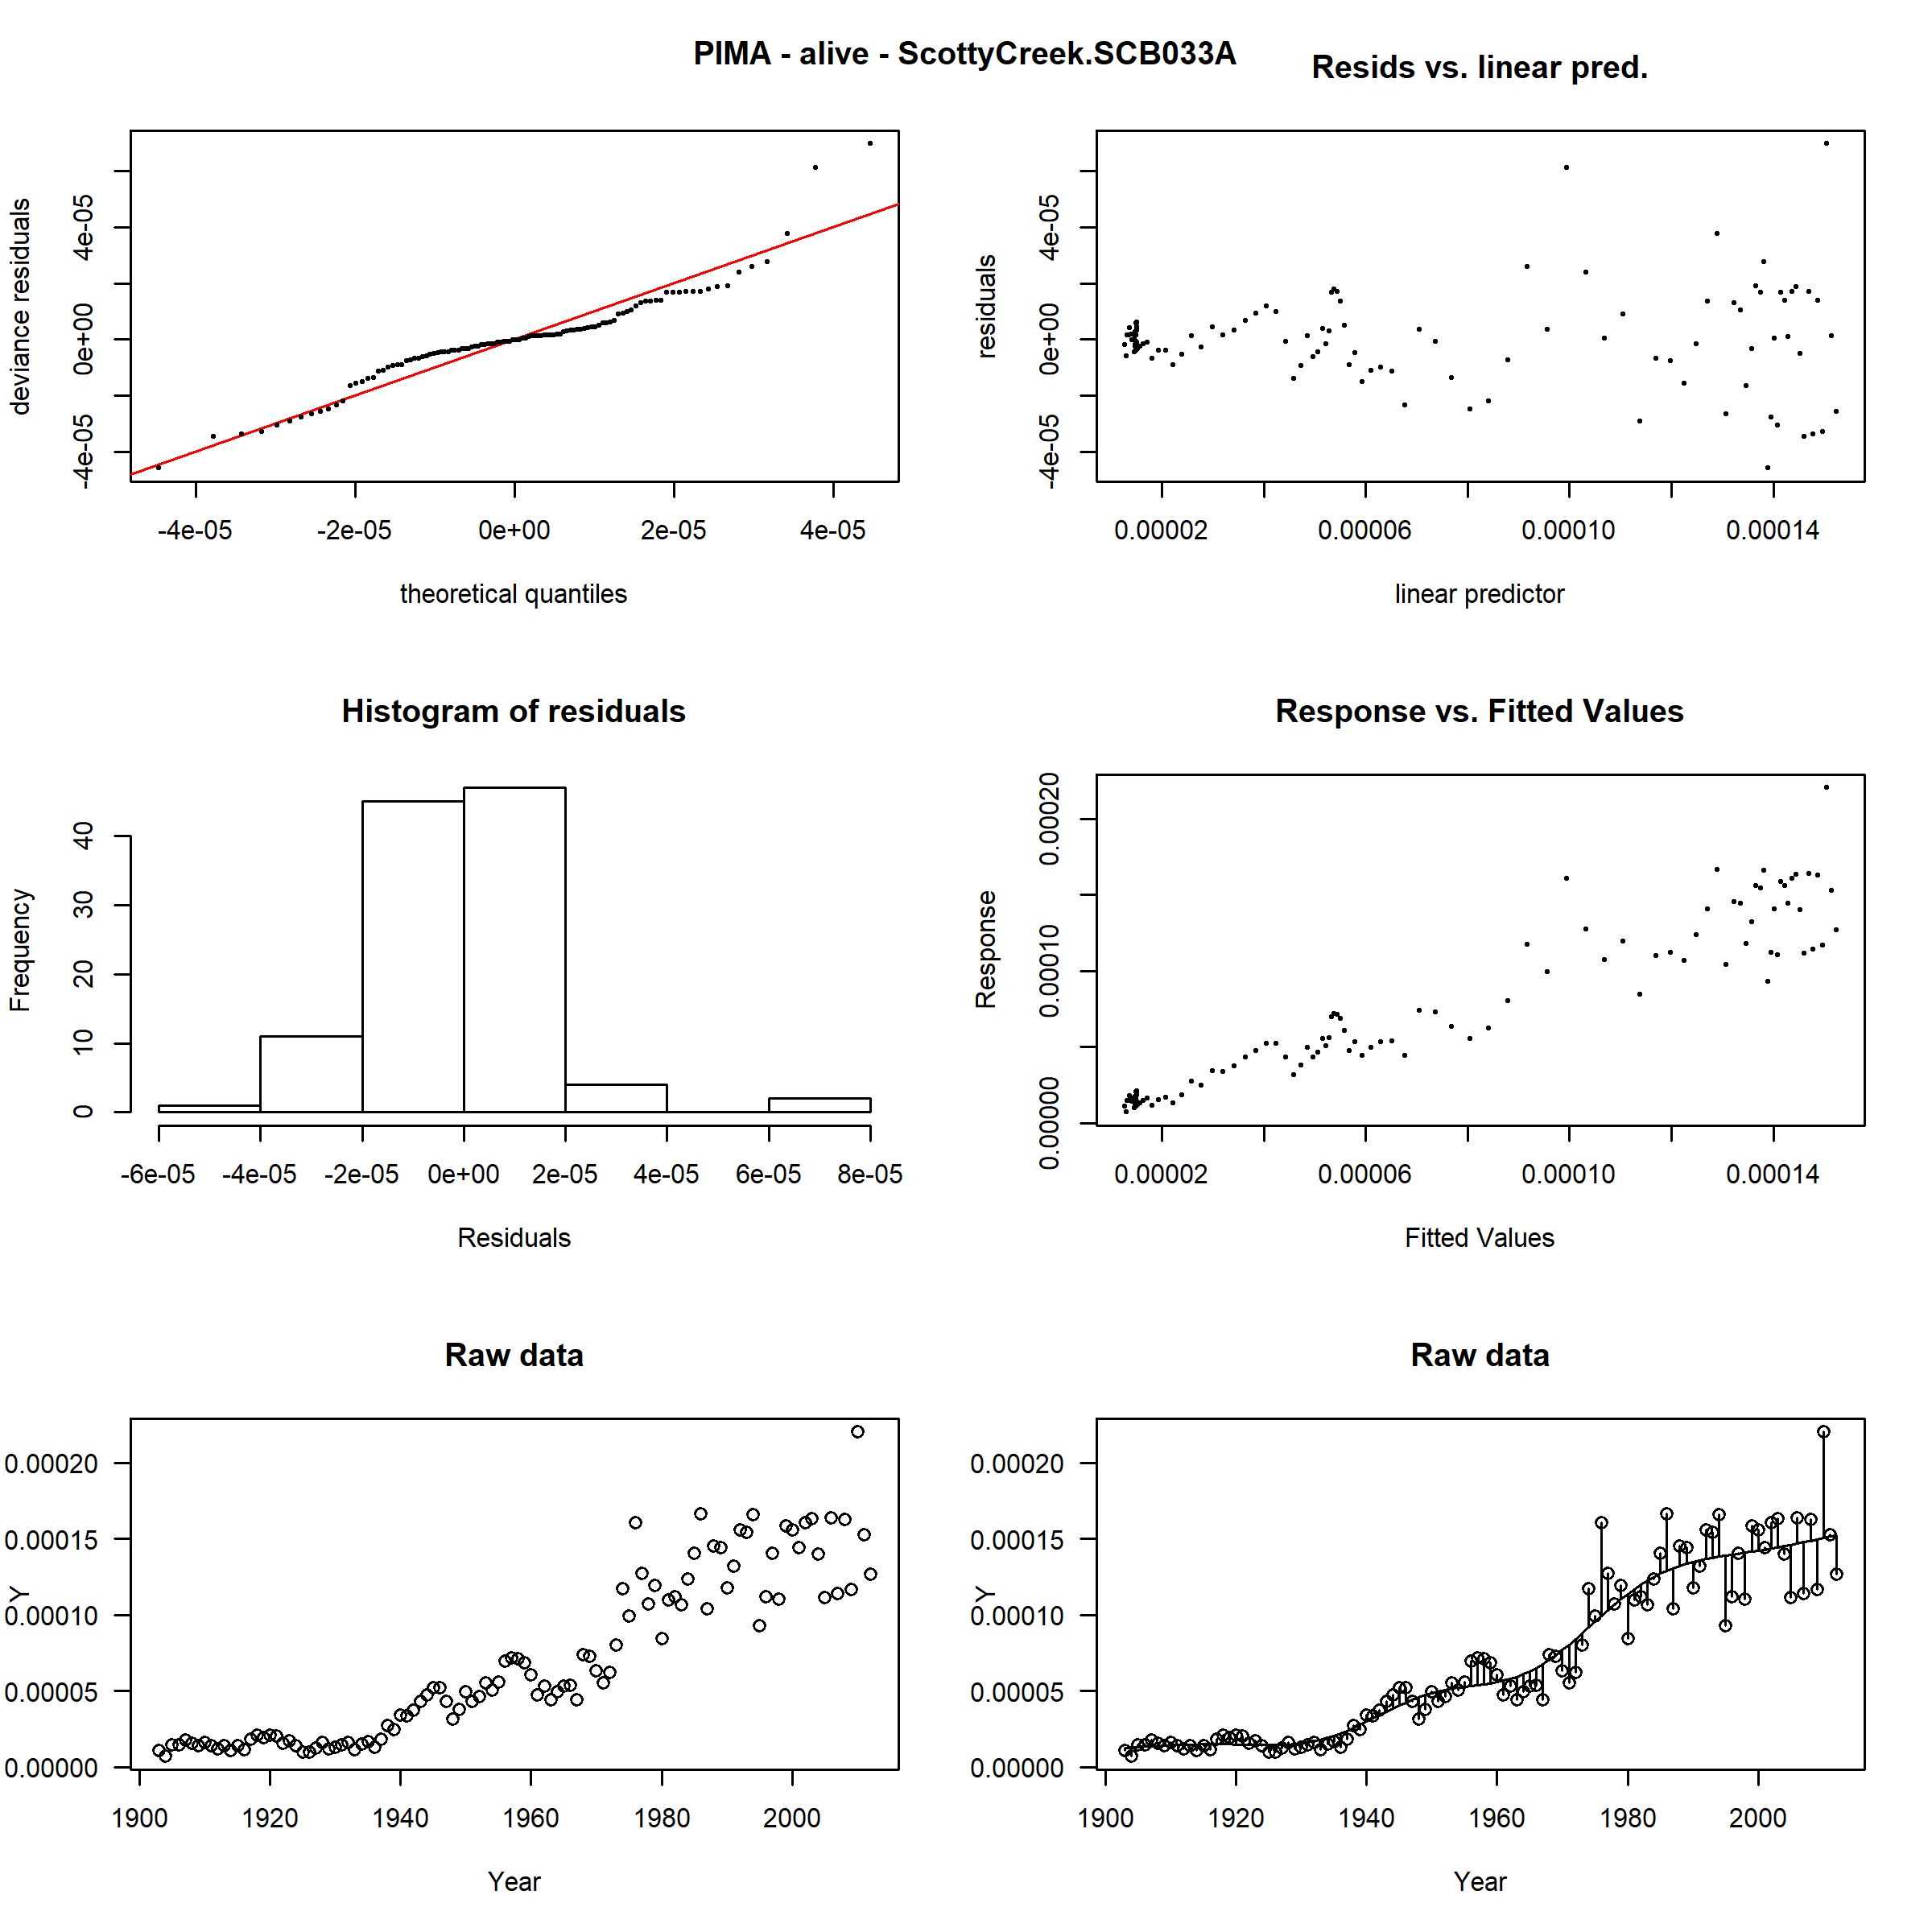 PIMA - alive - ScottyCreek.SCB033A
Resids vs. linear pred.
deviance residuals
4e-05
0e+00
-4e-05
-4e-05 -2e-05 0e+00 2e-05 4e-05
theoretical quantiles
residuals
4e-05
0e+00
-4e-05
0.00002 0.00006 0.00010 0.00014
linear predictor
Histogram of residuals
Frequency
40
30
20
10
0
-6e-05 -4e-05 -2e-05 0e+00 2e-05 4e-05 6e-05 8e-05
Residuals
Response vs. Fitted Values
Response
0.00020
0.00010
0.00000
0.00002 0.00006 0.00010 0.00014
Fitted Values
Raw data
Y
0.00020
0.00015
0.00010
0.00005
0.00000
1900 1920 1940 1960 1980 2000
Year
Raw data
Y
0.00020
0.00015
0.00010
0.00005
0.00000
1900 1920 1940 1960 1980 2000
Year